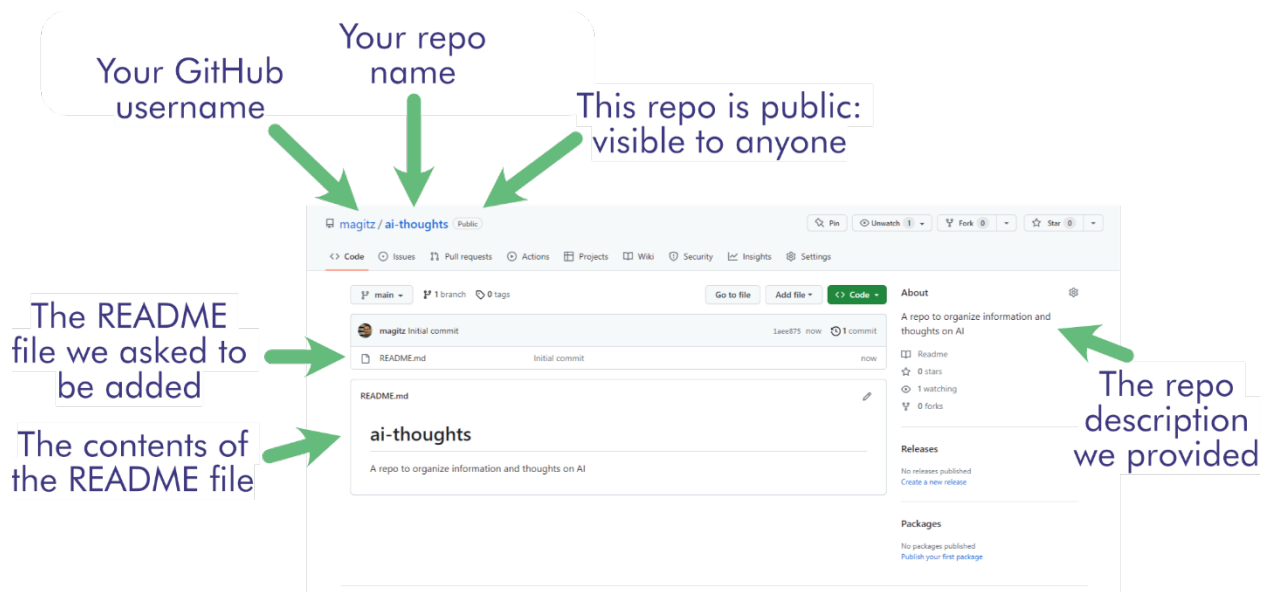 Your GitHub
username
Your repo
name
This repo is public:
visible to anyone
magitz / ai-thoughts Public
Pin
Unwatch 1
Fork 0
Star 0
<> Code
Issues
Pull requests
Actions
Projects
Wiki
Security
Insights
Settings
main
1 branch
0 tags
Go to file
Add file
<> Code
magitz Initial commit
1aee875 now 1 commit
README.md Initial commit now
README.md
ai-thoughts
A repo to organize information and thoughts on AI
About
A repo to organize information and
thoughts on AI
Readme
0 stars
1 watching
0 forks
Releases
No releases published
Create a new release
Packages
No packages published
Publish your first package
The README
file we asked to
be added
The contents of
the README file
The repo
description
we provided